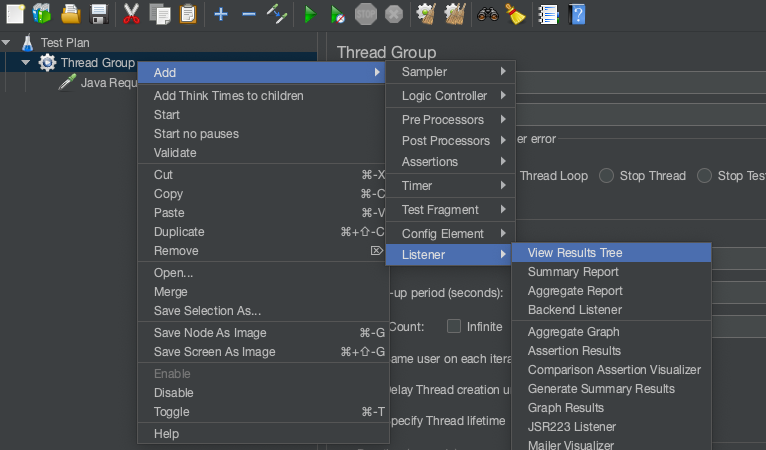 Test Plan
Thread Group
Java Requ
Add
Add Think Times to children
Start
Start no pauses
Validate
Cut ⌘-X
Copy ⌘-C
Paste ⌘-V
Duplicate ⌘+⇧-C
Remove ⌦
Open...
Merge
Save Selection As...
Save Node As Image ⌘-G
Save Screen As Image ⌘+⇧-G
Enable
Disable
Toggle ⌘-T
Help
Sampler
Logic Controller
Pre Processors
Post Processors
Assertions
Timer
Test Fragment
Config Element
Listener
View Results Tree
Summary Report
Aggregate Report
Backend Listener
Aggregate Graph
Assertion Results
Comparison Assertion Visualizer
Generate Summary Results
Graph Results
JSR223 Listener
Mailer Visualizer
Thread Group
er error
Thread Loop
Stop Thread
Stop Test
-up period (seconds):
Count:
Infinite
ame user on each itera
elay Thread creation u
pecify Thread lifetime
STOP